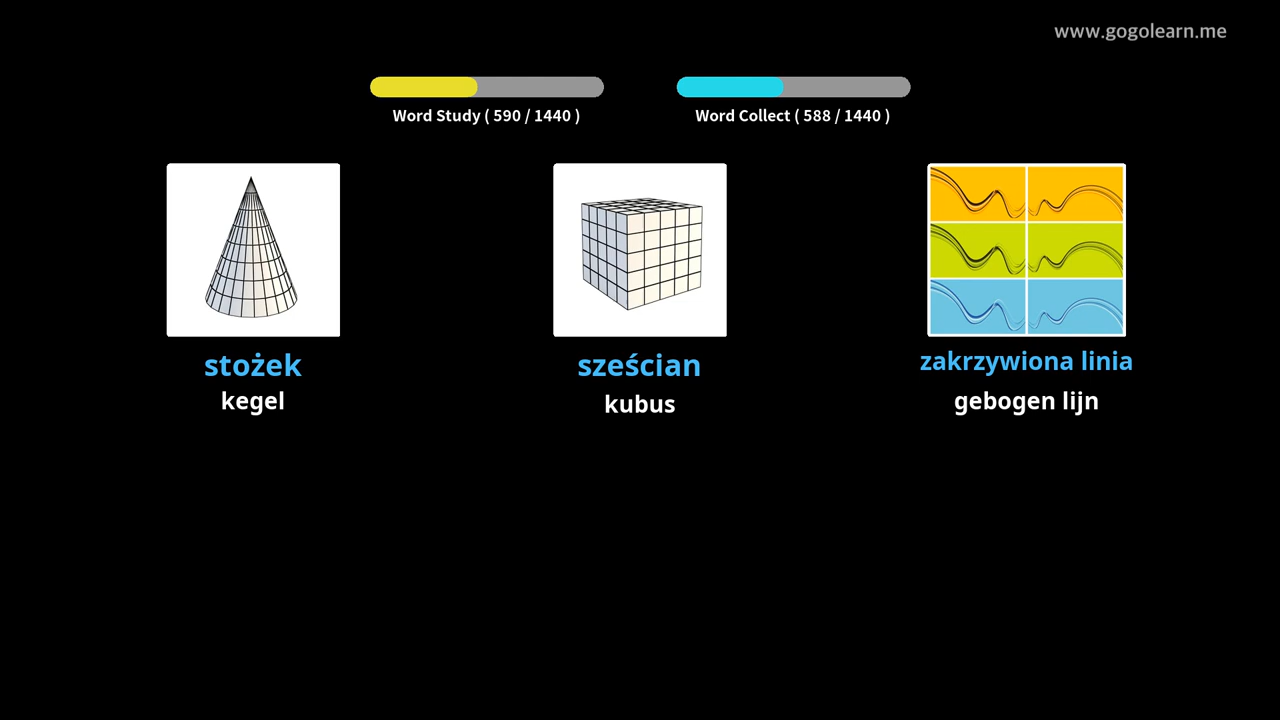 www.gogolearn.me
Word Study ( 590 / 1440 )
Word Collect ( 588 / 1440 )
stożek
kegel
sześcian
kubus
zakrzywiona linia
gebogen lijn